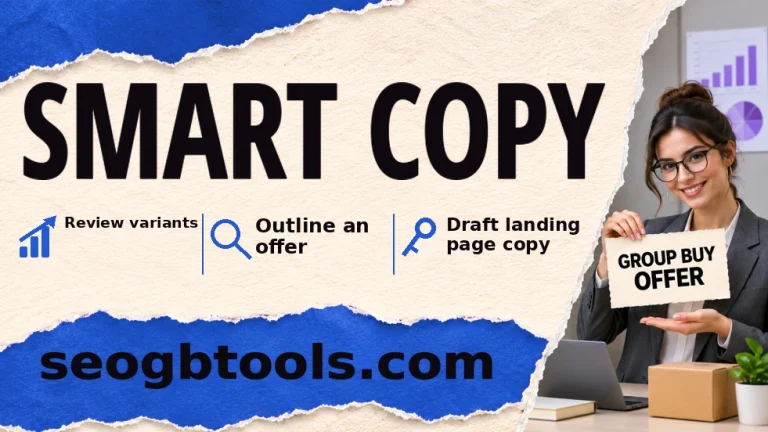 SMART COPY
Review variants
Outline an
offer
Draft landing
page copy
GROUP BUY
OFFER
seogbtools.com